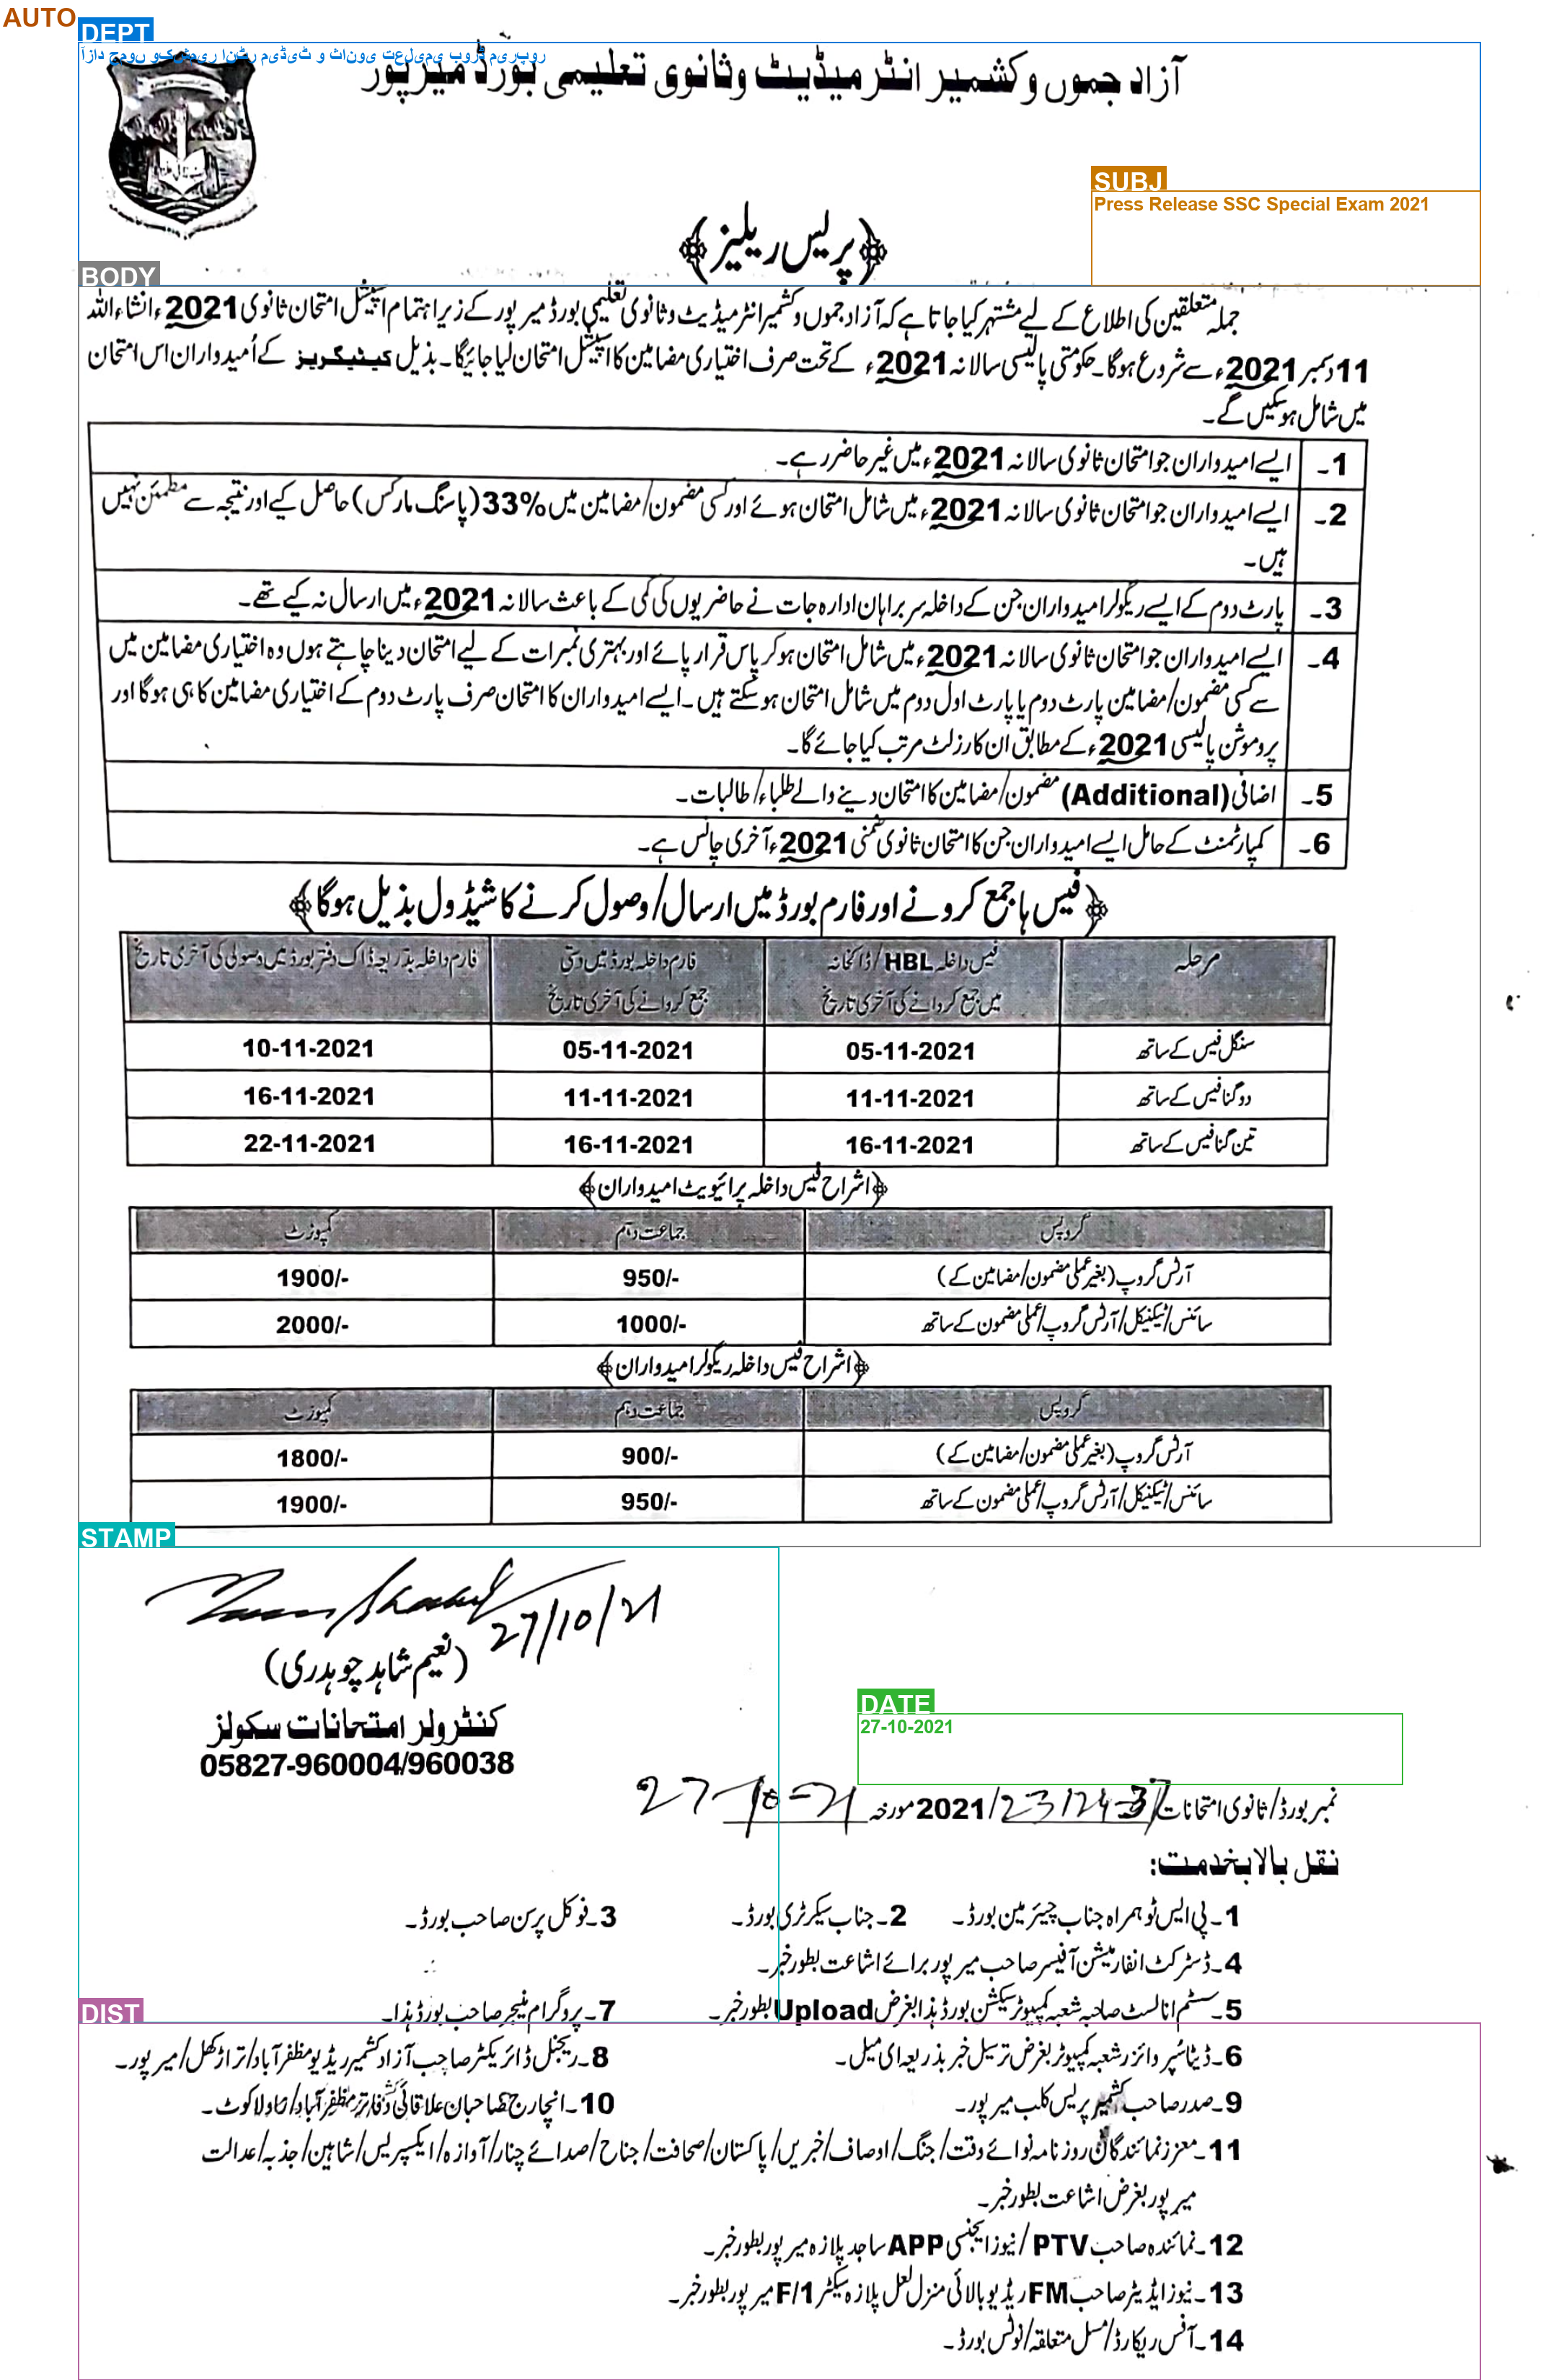 AUTO
DEPT
آزاد جموں وکشمیر انٹر میڈیٹ و ثانوی تعلیمی بورڈ میرپور
آزاد جموں وکشمیر انٹرمیڈیٹ وثانوی تعلیمی بورڈ میرپور
SUBJ
Press Release SSC Special Exam 2021
پریس ریلیز
BODY
جملہ متعلقین کی اطلاع کے لیے مشتہر کیا جاتا ہے کہ آزاد جموں وکشمیر انٹرمیڈیٹ وثانوی تعلیمی بورڈ میرپور کے زیر اہتمام اسپیشل امتحان ثانوی 2021ء انشاءاللہ
11 دسمبر 2021ء سے شروع ہوگا۔ حکومتی پالیسی سالانہ 2021ء کے تحت صرف اختیاری مضامین کا اسپیشل امتحان لیا جائیگا۔ بذیل کیٹیگریز کے اُمیدواران اس امتحان
میں شامل ہوسکیں گے۔
1۔ ایسے امیدواران جو امتحان ثانوی سالانہ 2021ء میں غیر حاضر رہے۔
2۔ ایسے امیدواران جو امتحان ثانوی سالانہ 2021ء میں شامل امتحان ہوئے اور کسی مضمون/مضامین میں 33% (پاسنگ مارکس) حاصل کیے اور نتیجہ سے مطمئن نہیں
ہیں۔
3۔ پارٹ دوم کے ایسے ریگولر امیدواران جن کے داخلہ سربراہان ادارہ جات نے حاضریوں کی کمی کے باعث سالانہ 2021ء میں ارسال نہ کیے تھے۔
4۔ ایسے امیدواران جو امتحان ثانوی سالانہ 2021ء میں شامل امتحان ہوکر پاس قرار پائے اور بہتری نمبرات کے لیے امتحان دینا چاہتے ہوں وہ اختیاری مضامین میں
سے کسی مضمون/مضامین پارٹ دوم یا پارٹ اول دوم میں شامل امتحان ہوسکتے ہیں۔ ایسے امیدواران کا امتحان صرف پارٹ دوم کے اختیاری مضامین کا ہی ہوگا اور
پروموشن پالیسی 2021ء کے مطابق ان کا رزلٹ مرتب کیا جائے گا۔
5۔ اضافی (Additional) مضمون/مضامین کا امتحان دینے والے طلباء/طالبات۔
6۔ کمپارٹمنٹ کے حامل ایسے امیدواران جن کا امتحان ثانوی ضمنی 2021ء آخری چانس ہے۔
فیس ہا جمع کرونے اور فارم بورڈ میں ارسال/وصول کرنے کا شیڈول بذیل ہوگا
مرحلہ فیس داخلہ HBL/ڈاکخانہ میں جمع کروانے کی آخری تاریخ فارم داخلہ بورڈ میں دستی جمع کروانے کی آخری تاریخ فارم داخلہ بذریعہ ڈاک دفتر بورڈ میں وصولی کی آخری تاریخ
سنگل فیس کے ساتھ 05-11-2021 05-11-2021 10-11-2021
دوگنا فیس کے ساتھ 11-11-2021 11-11-2021 16-11-2021
تین گنا فیس کے ساتھ 16-11-2021 16-11-2021 22-11-2021
اشراح فیس داخلہ پرائیویٹ امیدواران
گروپس جماعت دہم کمپوزٹ
آرٹس گروپ (بغیر عملی مضمون/مضامین کے) 950/- 1900/-
سائنس/ٹیکنیکل/آرٹس گروپ/عملی مضمون کے ساتھ 1000/- 2000/-
اشراح فیس داخلہ ریگولر امیدواران
گروپس جماعت دہم کمپوزٹ
آرٹس گروپ (بغیر عملی مضمون/مضامین کے) 900/- 1800/-
سائنس/ٹیکنیکل/آرٹس گروپ/عملی مضمون کے ساتھ 950/- 1900/-
STAMP
27/10/21
(نعیم شاہد چوہدری)
کنٹرولر امتحانات سکولز
05827-960004/960038
DATE
27-10-2021
نمبر بورڈ/ثانوی امتحانات/23124-37/2021 مورخہ 27-10-21
نقل بالا بخدمت:
1۔ پی ایس ٹو ہمراہ جناب چیئرمین بورڈ۔ 2۔ جناب سیکرٹری بورڈ۔ 3۔ فوکل پرسن صاحب بورڈ۔
4۔ ڈسٹرکٹ انفارمیشن آفیسر صاحب میرپور برائے اشاعت بطور خبر۔
5۔ سسٹم انالسٹ صاحبہ شعبہ کمپیوٹر سیکشن بورڈ ہذا بغرض Upload بطور خبر۔ 7۔ پروگرام منیجر صاحب بورڈ ہذا۔
DIST
6۔ ڈیٹا سپروائزر شعبہ کمپیوٹر بغرض ترسیل خبر بذریعہ ای میل۔ 8۔ ریجنل ڈائریکٹر صاحب آزاد کشمیر ریڈیو مظفرآباد/تراڑکھل/میرپور۔
9۔ صدر صاحب کشمیر پریس کلب میرپور۔ 10۔ انچارج صاحبان علاقائی دفاتر مظفرآباد/راولاکوٹ۔
11۔ معزز نمائندگان روزنامہ نوائے وقت/جنگ/اوصاف/خبریں/پاکستان/صحافت/جناح/صدائے چنار/آوازہ/ایکسپریس/شاہین/جذبہ/عدالت
میرپور بغرض اشاعت بطور خبر۔
12۔ نمائندہ صاحب PTV/نیوز ایجنسی APP ساجد پلازہ میرپور بطور خبر۔
13۔ نیوز ایڈیٹر صاحب FM ریڈیو بالائی منزل لعل پلازہ سیکٹر F/1 میرپور بطور خبر۔
14۔ آفس ریکارڈ/مسل متعلقہ/نوٹس بورڈ۔